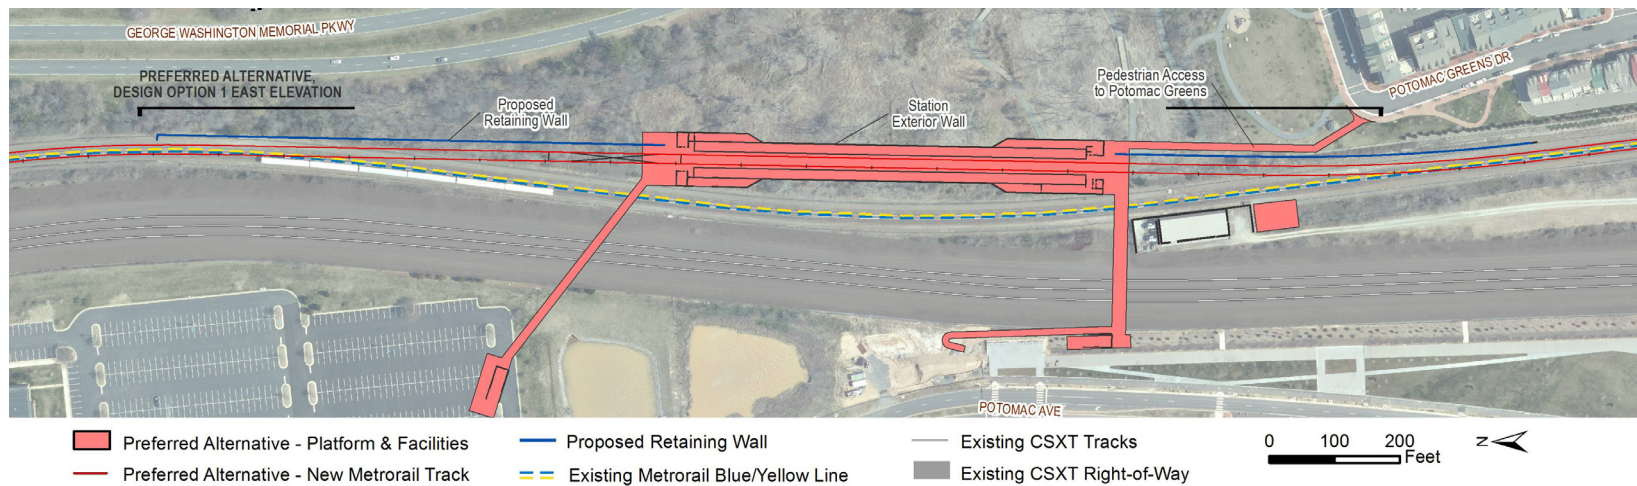 GEORGE WASHINGTON MEMORIAL PKWY
PREFERRED ALTERNATIVE,
DESIGN OPTION 1 EAST ELEVATION
Proposed
Retaining Wall
Station
Exterior Wall
Pedestrian Access
to Potomac Greens
POTOMAC GREENS DR
POTOMAC AVE
Preferred Alternative - Platform & Facilities
Preferred Alternative - New Metrorail Track
Proposed Retaining Wall
Existing Metrorail Blue/Yellow Line
Existing CSXT Tracks
Existing CSXT Right-of-Way
0 100 200
Feet
N